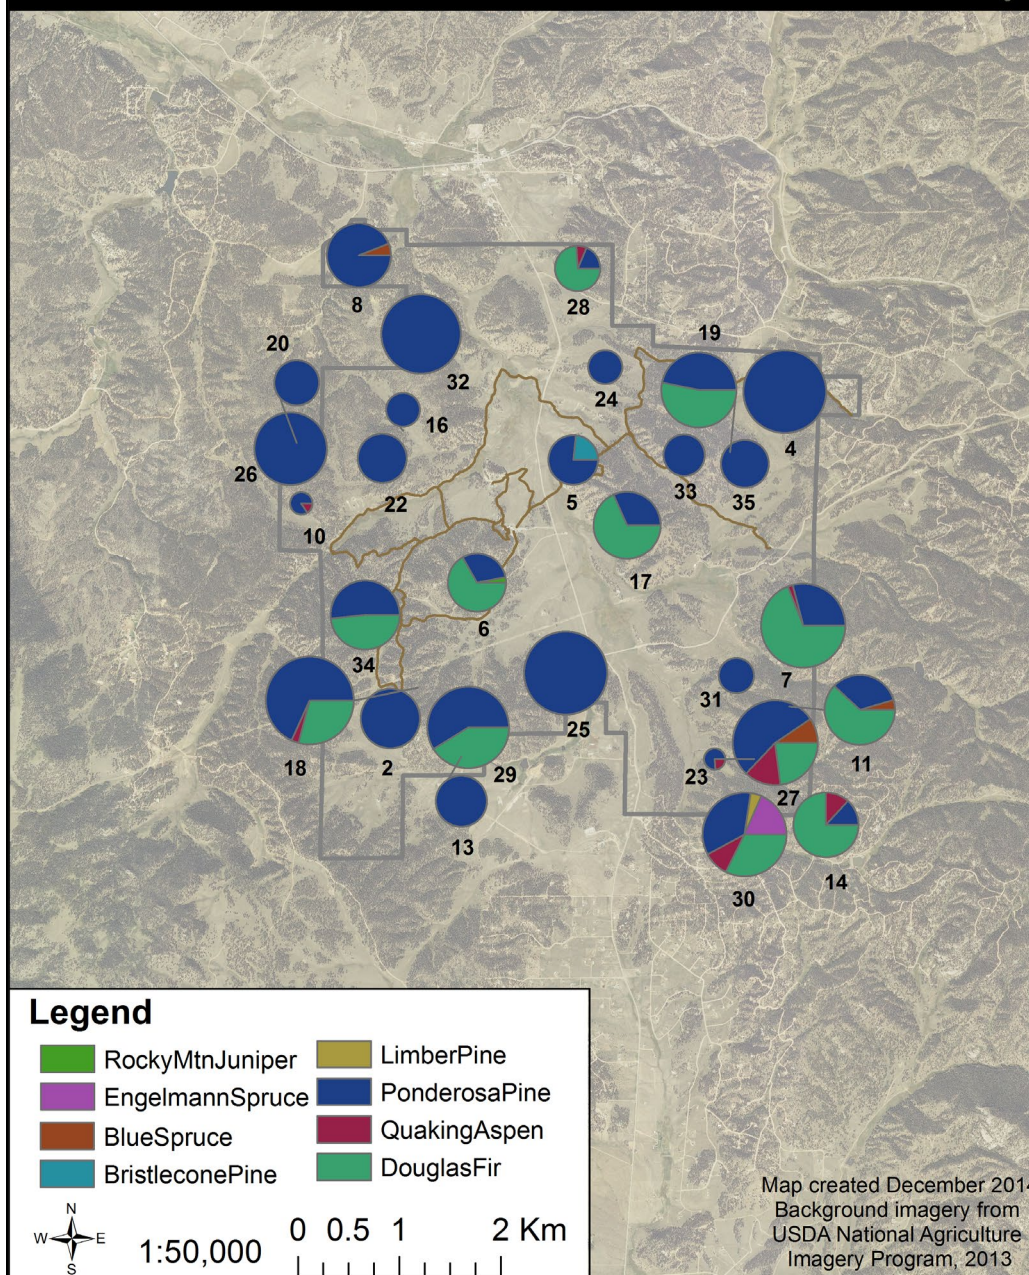 8
28
20
19
32
24
16
4
26
22
5
33
35
10
17
6
34
7
31
25
11
18
2
29
23
27
13
14
30
Legend
RockyMtnJuniper
EngelmannSpruce
BlueSpruce
BristleconePine
LimberPine
PonderosaPine
QuakingAspen
DouglasFir
N
W E
S
1:50,000
0 0.5 1 2 Km
Map created December 2014
Background imagery from
USDA National Agriculture
Imagery Program, 2013